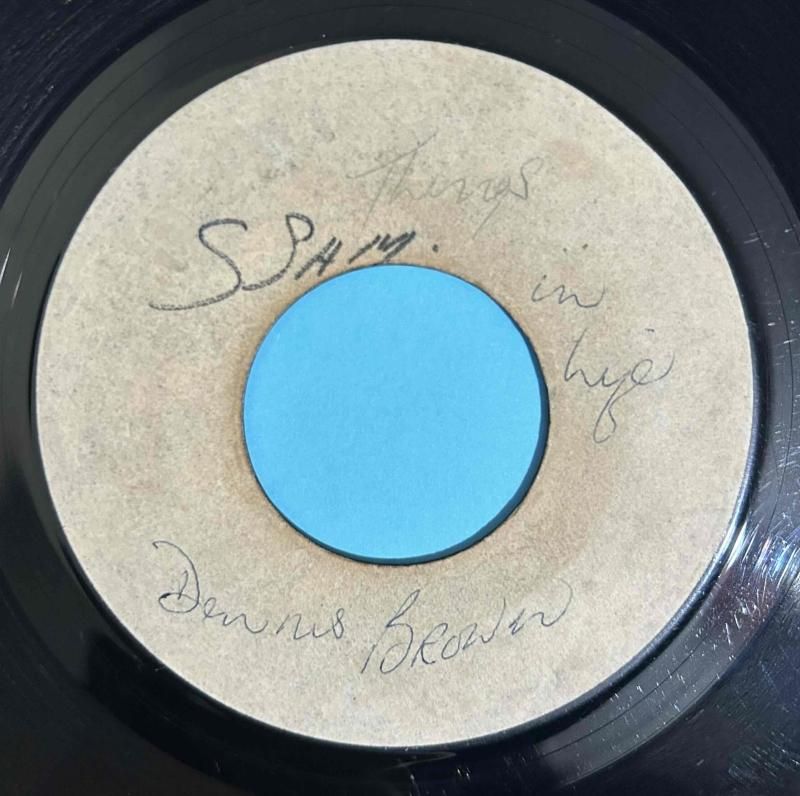 Things
in
life
Dennis Brown